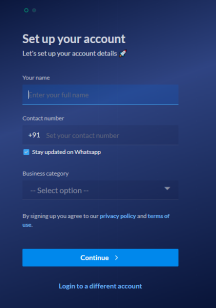 Set up your account
Let's set up your account details 🚀
Your name
Enter your full name
Contact number
+91 Set your contact number
Stay updated on Whatsapp
Business category
-- Select option --
By signing up you agree to our privacy policy and terms of
use.
Continue >
Login to a different account